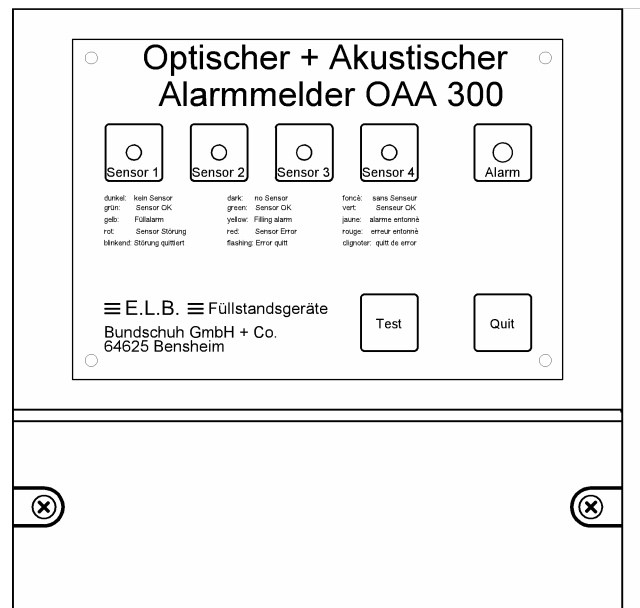 Optischer + Akustischer
Alarmmelder OAA 300
Sensor 1 Sensor 2 Sensor 3 Sensor 4 Alarm
dunkel: kein Sensor dark: no Sensor foncè: sans Senseur
grün: Sensor OK green: Sensor OK vert: Senseur OK
gelb: Füllalarm yellow: Filling alarm jaune: alarme entonnè
rot: Sensor Störung red: Sensor Error rouge: erreur entonnè
blinkend: Störung quittiert flashing: Error quitt clignoter: quitt de error
E.L.B. Füllstandsgeräte
Bundschuh GmbH + Co.
64625 Bensheim
Test Quit